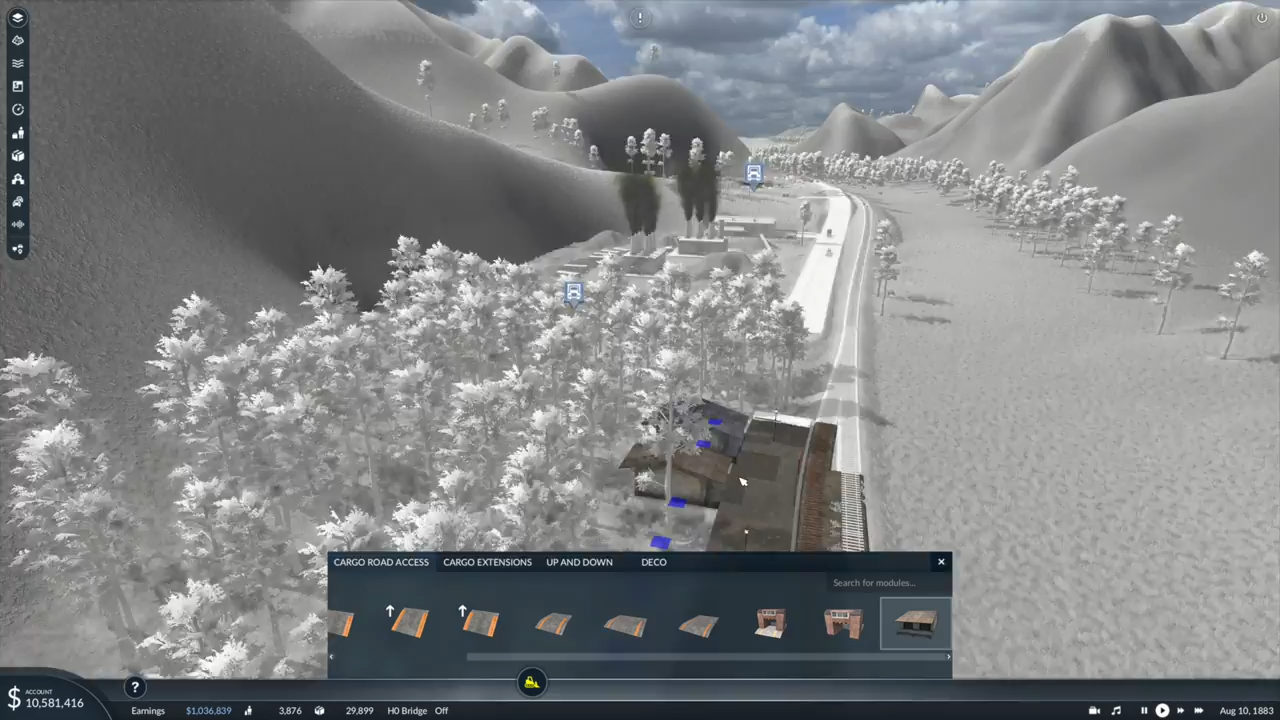 CARGO ROAD ACCESS CARGO EXTENSIONS UP AND DOWN DECO
Search for modules...
ACCOUNT
$ 10,581,416
?
Earnings $1,036,839 3,876 29,899 H0 Bridge Off Aug 10, 1883